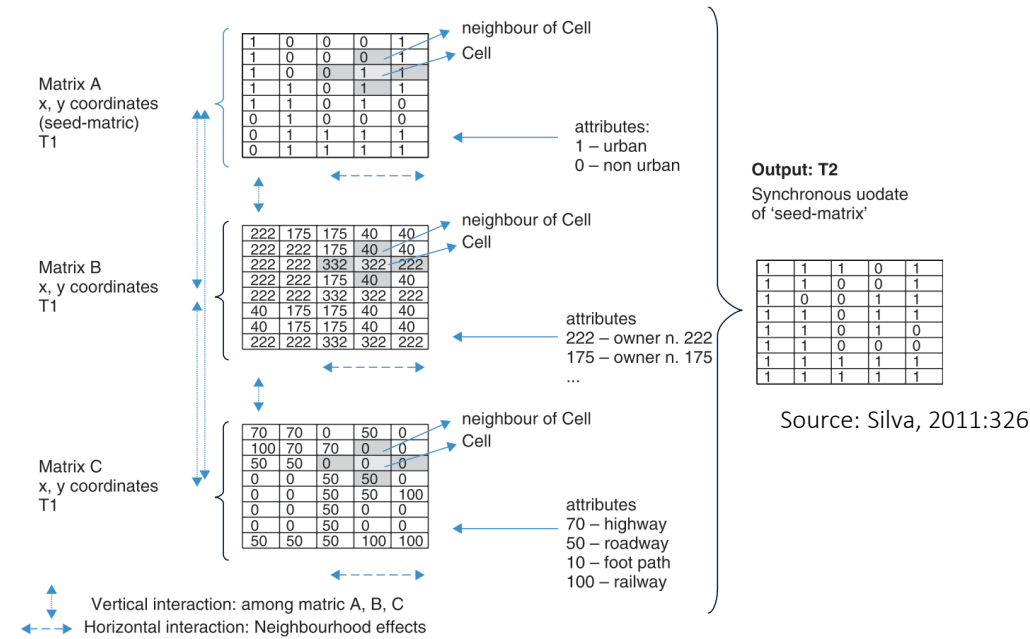 Matrix A
x, y coordinates
(seed-matric)
T1
1 0 0 0 1
1 0 0 0 1
1 0 0 1 1
1 1 0 1 1
1 1 0 1 0
0 1 0 0 0
0 1 1 1 1
0 1 1 1 1
neighbour of Cell
Cell
attributes:
1 – urban
0 – non urban
Matrix B
x, y coordinates
T1
222 175 175 40 40
222 222 175 40 40
222 222 332 322 222
222 222 175 40 40
222 222 332 322 222
40 175 175 40 40
40 175 175 40 40
222 222 332 322 222
neighbour of Cell
Cell
attributes
222 – owner n. 222
175 – owner n. 175
...
Matrix C
x, y coordinates
T1
70 70 0 50 0
100 70 70 0 0
50 50 0 0 0
0 0 50 50 0
0 0 50 50 100
0 0 50 0 0
0 0 50 0 0
50 50 50 100 100
neighbour of Cell
Cell
attributes
70 – highway
50 – roadway
10 – foot path
100 – railway
Output: T2
Synchronous uodate
of ‘seed-matrix’
1 1 1 0 1
1 1 0 0 1
1 0 0 1 1
1 1 0 1 1
1 1 0 1 0
1 1 0 0 0
1 1 1 1 1
1 1 1 1 1
Source: Silva, 2011:326
Vertical interaction: among matric A, B, C
Horizontal interaction: Neighbourhood effects